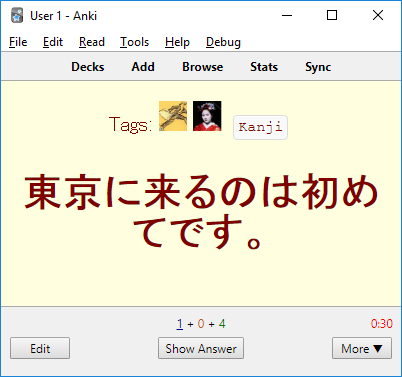 User 1 - Anki
File Edit Read Tools Help Debug
Decks Add Browse Stats Sync
Tags: Kanji
東京に来るのは初め
てです。
1 + 0 + 4 0:30
Edit Show Answer More ▼